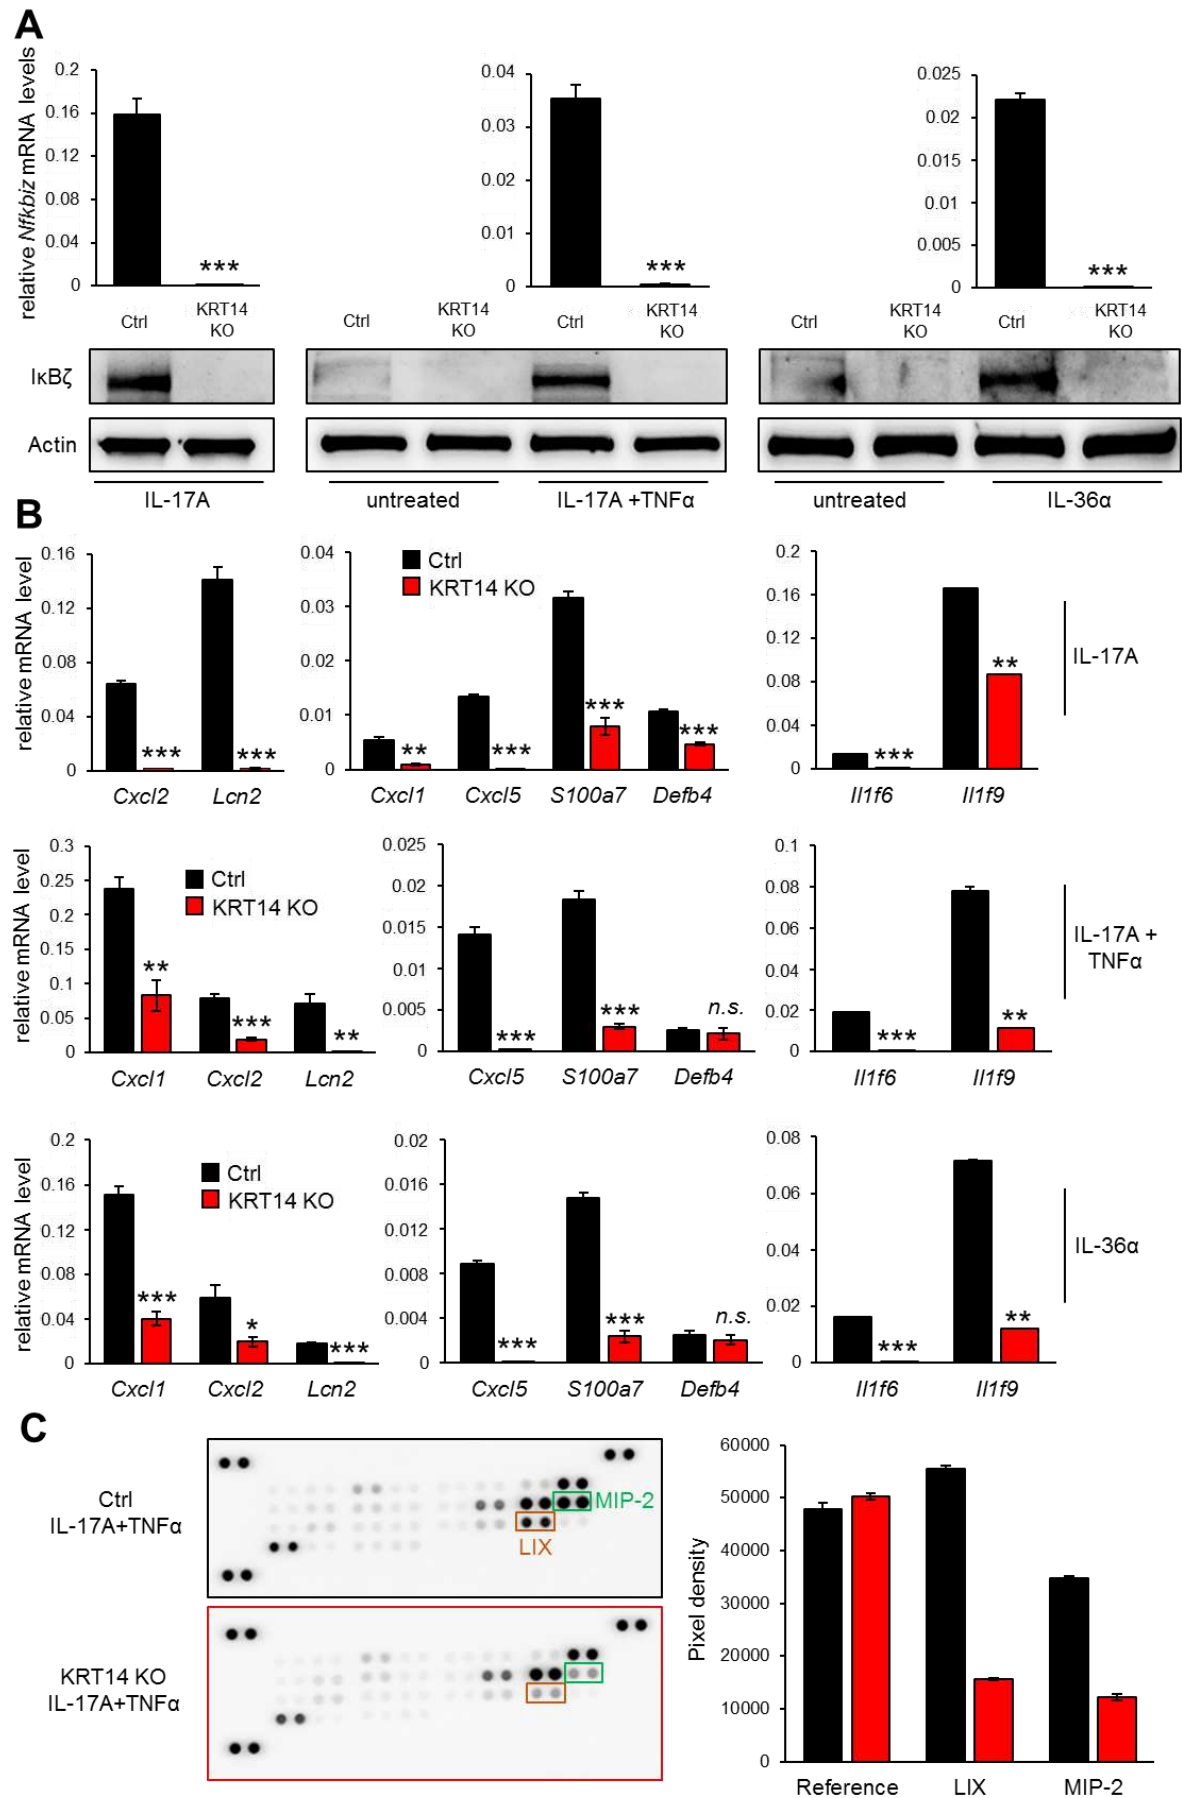 A
relative Nfkbiz mRNA levels
0.2
0.16
0.12
0.08
0.04
0
***
0.04
0.03
0.02
0.01
0
***
0.025
0.02
0.015
0.01
0.005
0
***
Ctrl KRT14 KO Ctrl KRT14 KO Ctrl KRT14 KO Ctrl KRT14 KO Ctrl KRT14 KO
IκBζ
Actin
IL-17A untreated IL-17A +TNFα untreated IL-36α
B
relative mRNA level
0.16
0.12
0.08
0.04
0
*** ***
Cxcl2 Lcn2
0.04
0.03
0.02
0.01
0
Ctrl
KRT14 KO
** *** *** ***
Cxcl1 Cxcl5 S100a7 Defb4
0.2
0.16
0.12
0.08
0.04
0
*** **
Il1f6 Il1f9
IL-17A
relative mRNA level
0.3
0.25
0.2
0.15
0.1
0.05
0
Ctrl
KRT14 KO
** *** **
Cxcl1 Cxcl2 Lcn2
0.025
0.02
0.015
0.01
0.005
0
*** *** n.s.
Cxcl5 S100a7 Defb4
0.1
0.08
0.06
0.04
0.02
0
*** **
Il1f6 Il1f9
IL-17A +
TNFα
relative mRNA level
0.2
0.16
0.12
0.08
0.04
0
Ctrl
KRT14 KO
*** * ***
Cxcl1 Cxcl2 Lcn2
0.02
0.016
0.012
0.008
0.004
0
*** *** n.s.
Cxcl5 S100a7 Defb4
0.08
0.06
0.04
0.02
0
*** **
Il1f6 Il1f9
IL-36α
C
Ctrl
IL-17A+TNFα
MIP-2
LIX
KRT14 KO
IL-17A+TNFα
Pixel density
60000
50000
40000
30000
20000
10000
0
Reference LIX MIP-2